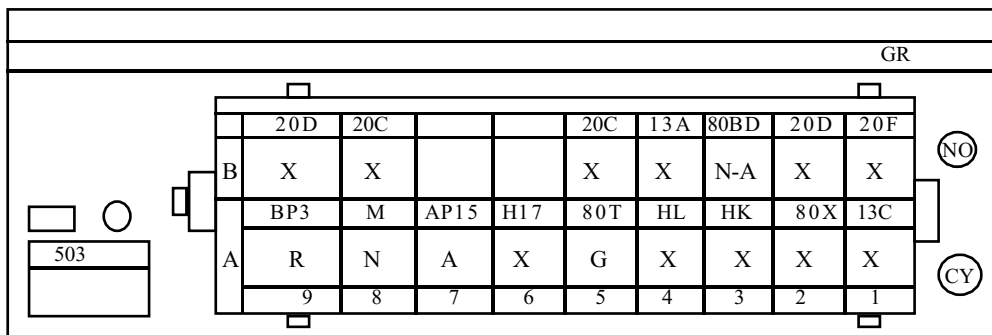 GR
20D 20C 20C 13A 80BD 20D 20F
NO
B X X X X N-A X X
BP3 M AP15 H17 80T HL HK 80X 13C
503
A R N A X G X X X X
CY
9 8 7 6 5 4 3 2 1